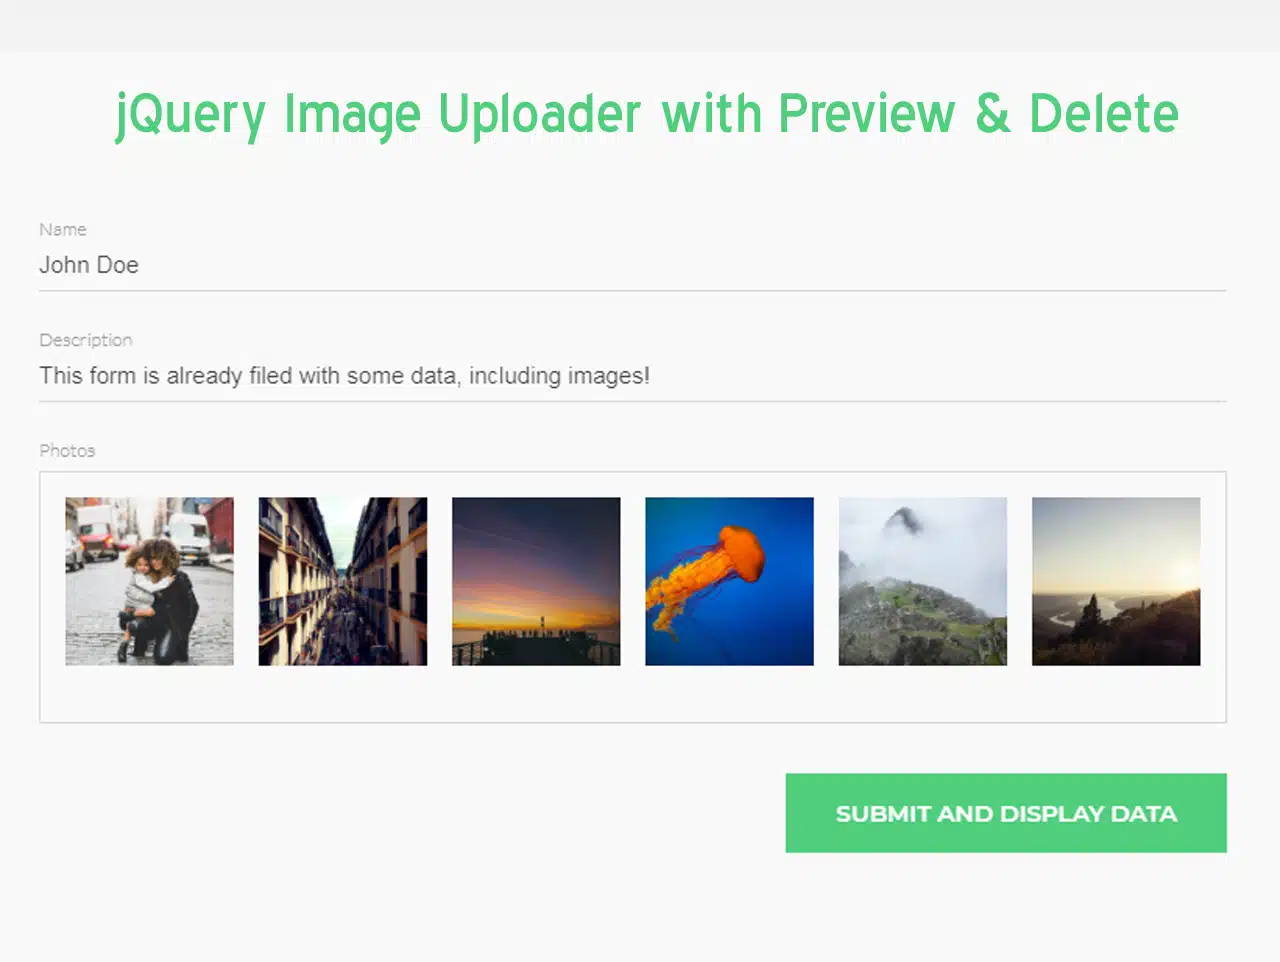 jQuery Image Uploader with Preview & Delete
Name
John Doe
Description
This form is already filed with some data, including images!
Photos
SUBMIT AND DISPLAY DATA